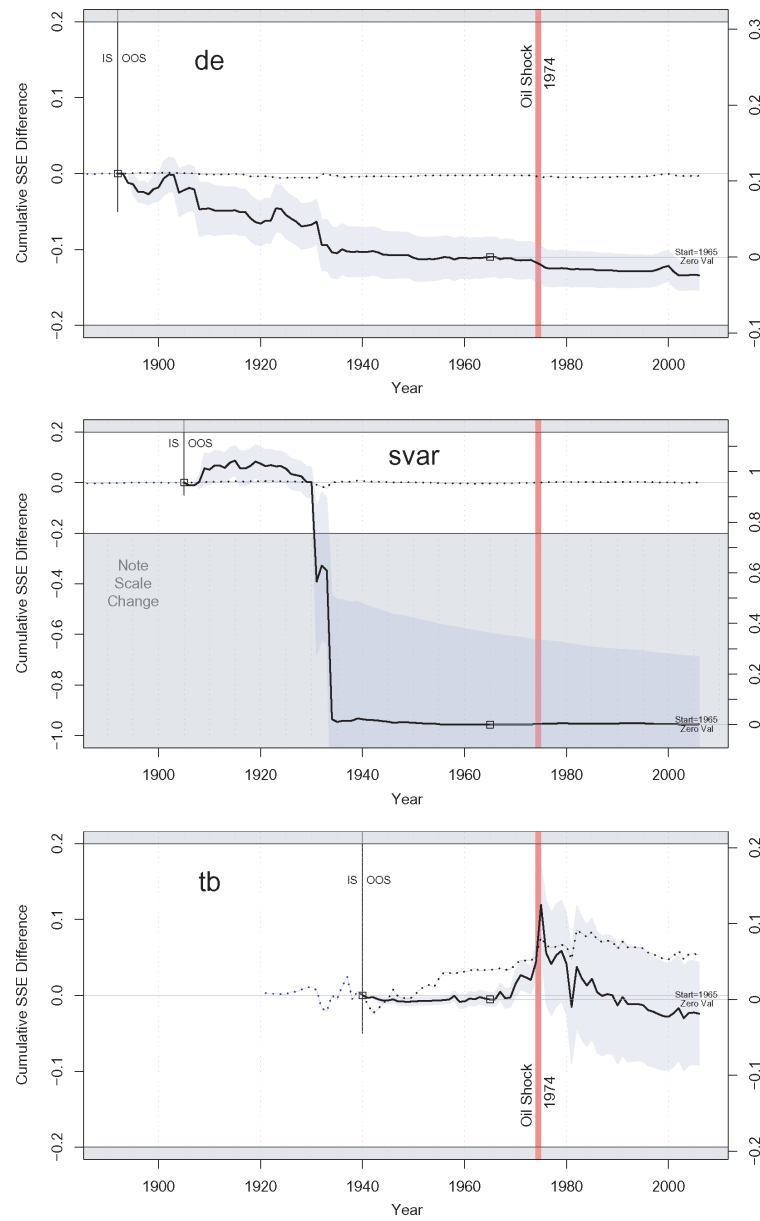 de
IS OOS
Oil Shock
1974
Start=1965
Zero Val
Cumulative SSE Difference
0.2
0.1
0.0
−0.1
−0.2
0.3
0.2
0.1
0
−0.1
1900 1920 1940 1960 1980 2000
Year
svar
IS OOS
Note
Scale
Change
Start=1965
Zero Val
Cumulative SSE Difference
0.2
0.0
−0.2
−0.4
−0.6
−0.8
−1.0
1
0.8
0.6
0.4
0.2
0
1900 1920 1940 1960 1980 2000
Year
tb
IS OOS
Oil Shock
1974
Start=1965
Zero Val
Cumulative SSE Difference
0.2
0.1
0.0
−0.1
−0.2
0.2
0.1
0
−0.1
−0.2
1900 1920 1940 1960 1980 2000
Year